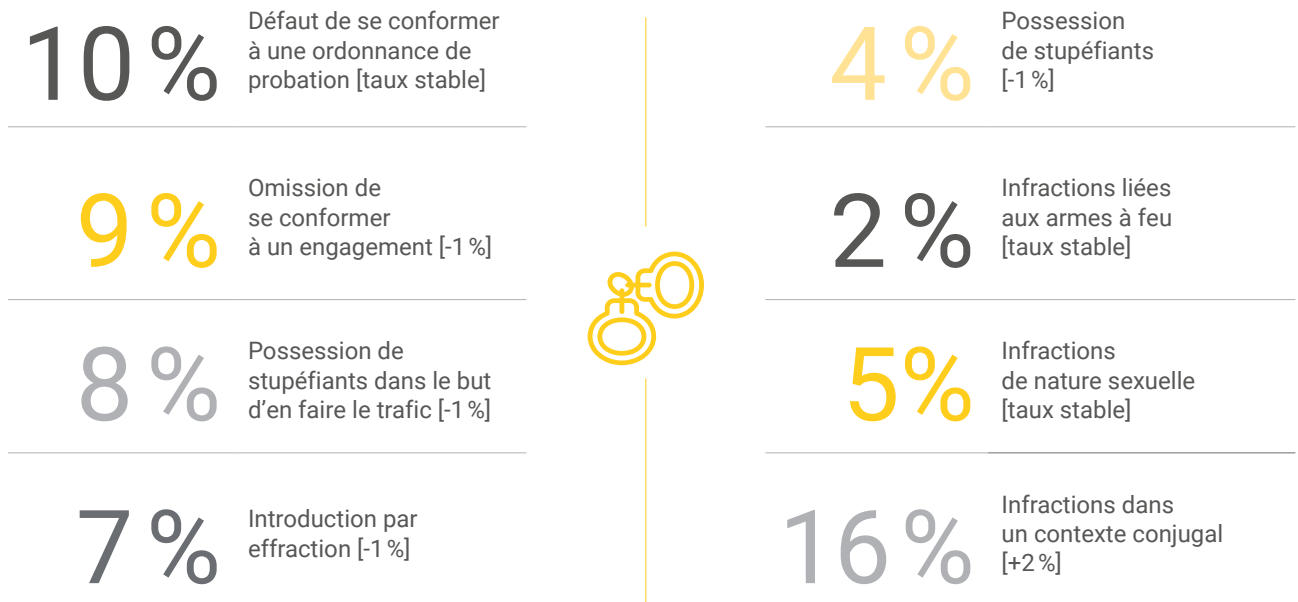 10 %
Défaut de se conformer
à une ordonnance de
probation [taux stable]
9 %
Omission de
se conformer
à un engagement [-1 %]
8 %
Possession de
stupéfiants dans le but
d’en faire le trafic [-1 %]
7 %
Introduction par
effraction [-1 %]
4 %
Possession
de stupéfiants
[-1 %]
2 %
Infractions liées
aux armes à feu
[taux stable]
5%
Infractions
de nature sexuelle
[taux stable]
16 %
Infractions dans
un contexte conjugal
[+2 %]